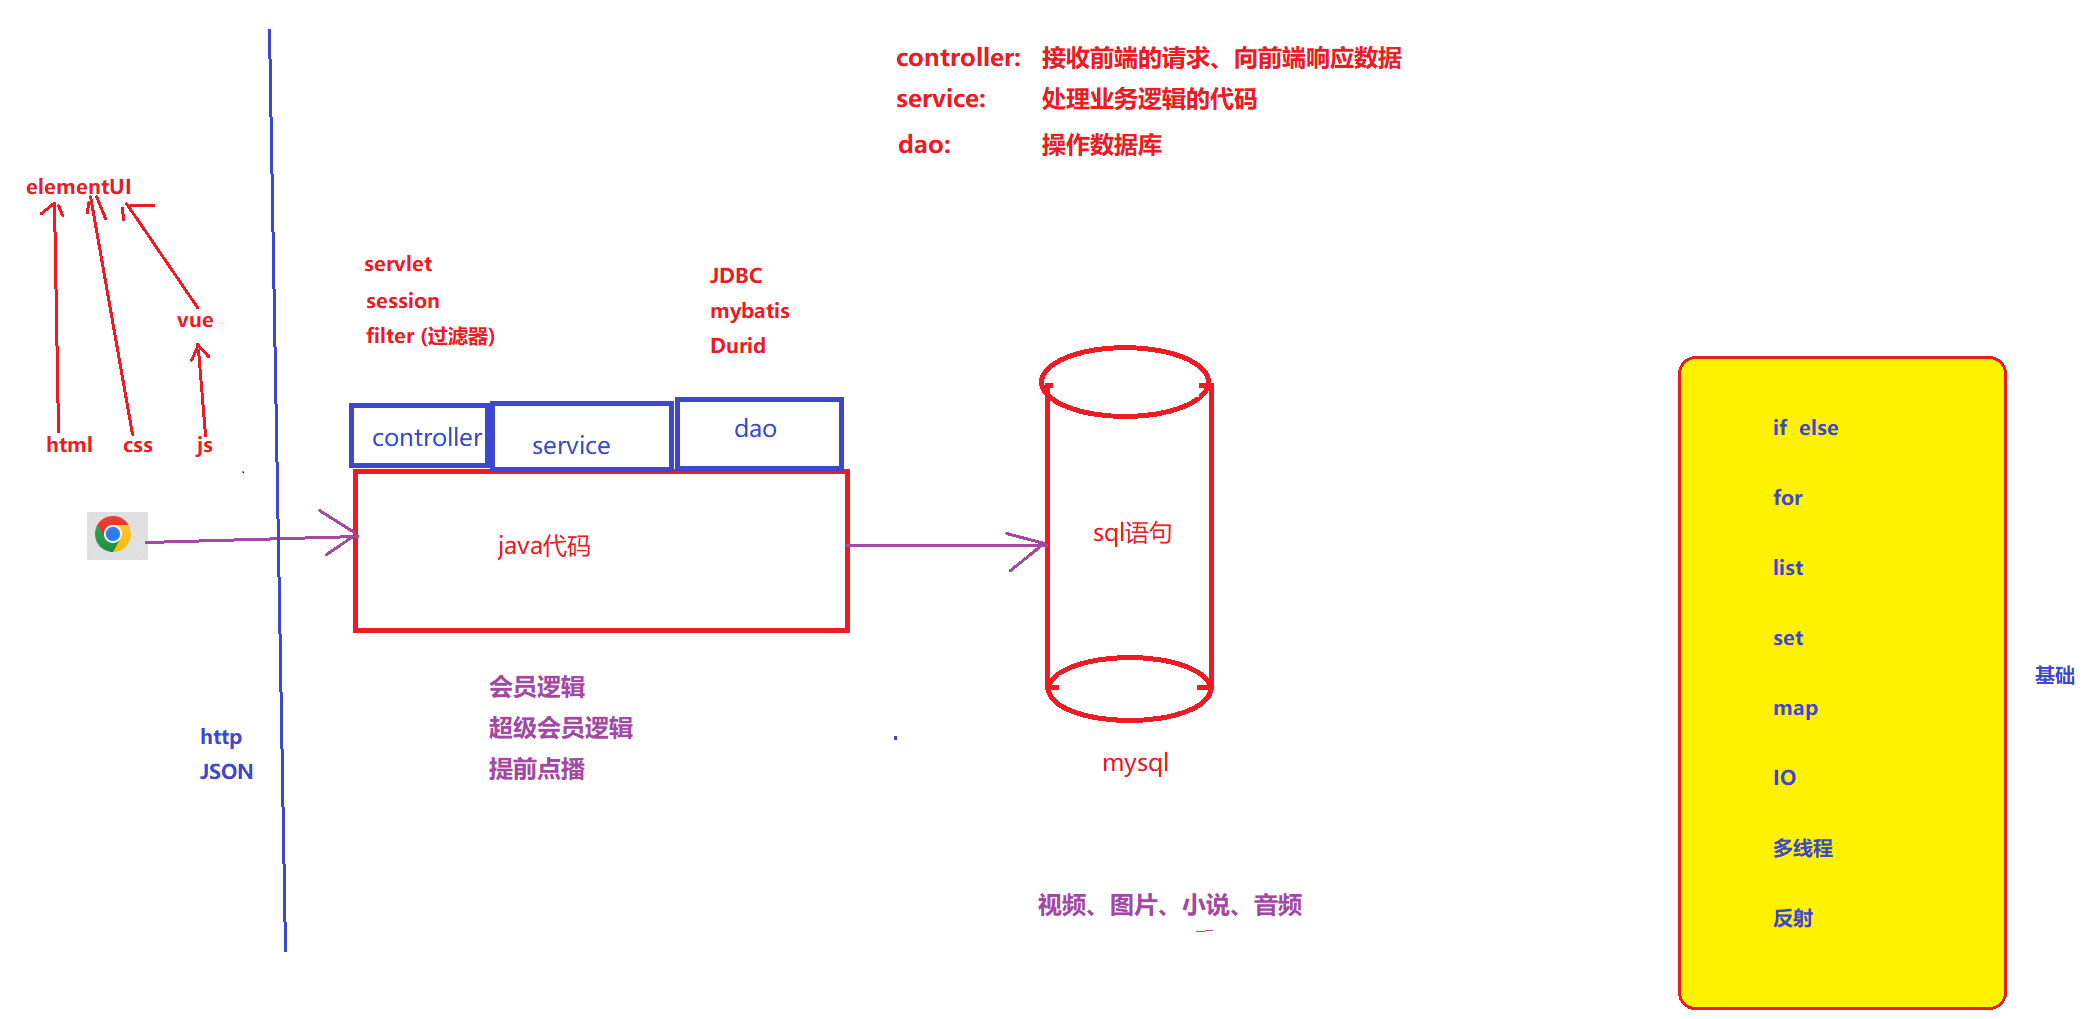 controller: 接收前端的请求、向前端响应数据
service: 处理业务逻辑的代码
dao: 操作数据库
elementUI
vue
html css js
servlet
session
filter (过滤器)
JDBC
mybatis
Durid
controller service dao
java代码
sql语句
mysql
会员逻辑
超级会员逻辑
提前点播
http
JSON
视频、图片、小说、音频
if else
for
list
set
map
IO
多线程
反射
基础